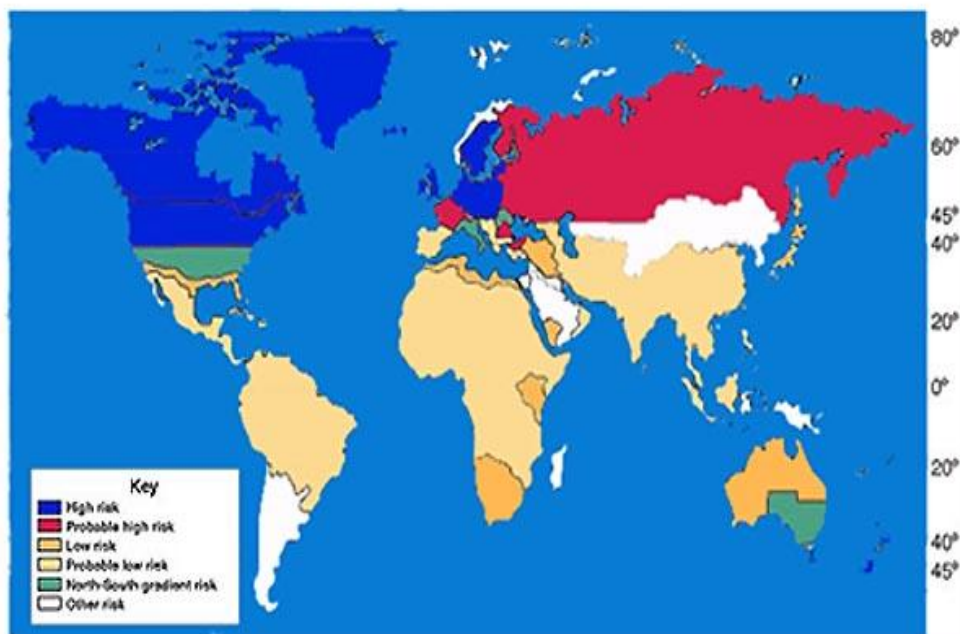 80°
60°
45°
40°
20°
0°
20°
40°
45°
Key
High risk
Probable high risk
Low risk
Probable low risk
North-South gradient risk
Other risk